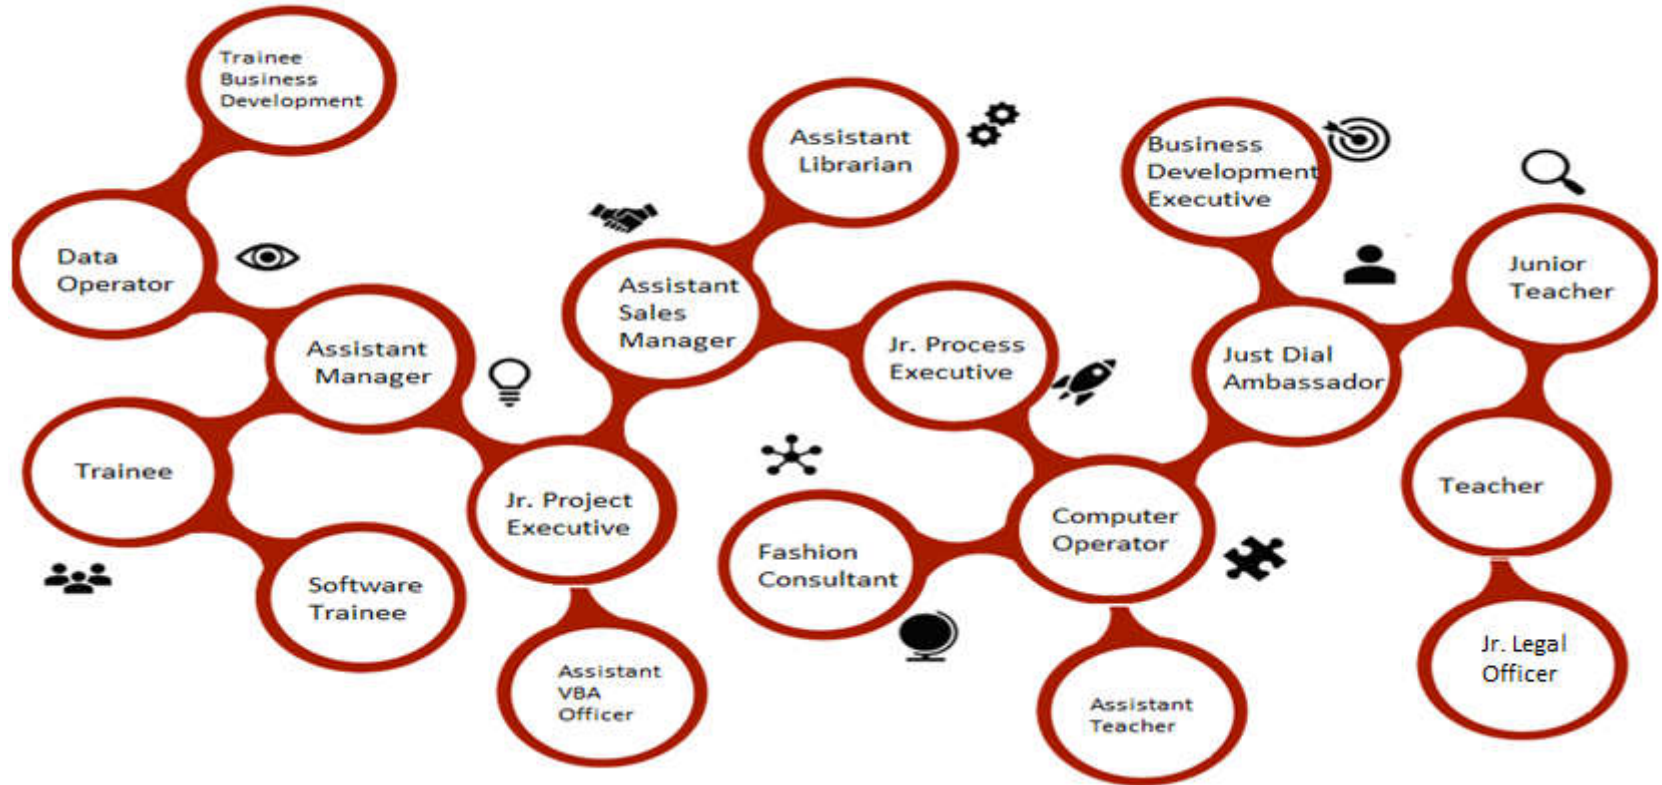 Trainee
Business
Development
Data
Operator
Assistant
Manager
Trainee
Software
Trainee
Jr. Project
Executive
Assistant
VBA
Officer
Assistant
Sales
Manager
Assistant
Librarian
Jr. Process
Executive
Fashion
Consultant
Computer
Operator
Assistant
Teacher
Business
Development
Executive
Just Dial
Ambassador
Junior
Teacher
Teacher
Jr. Legal
Officer